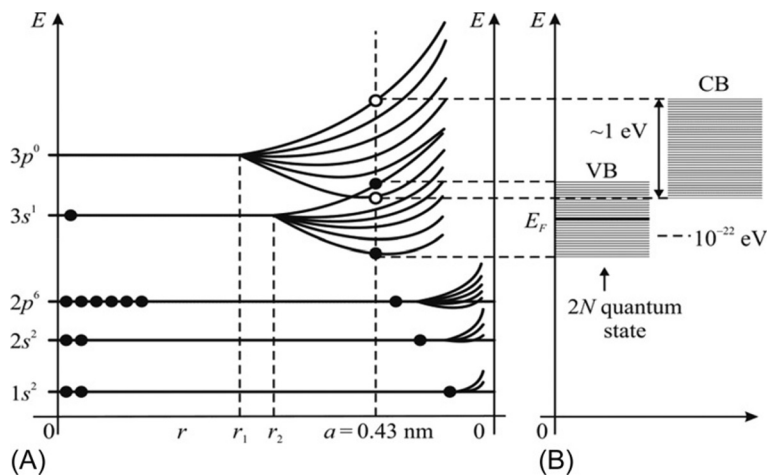 E
E
E
CB
~1 eV
VB
3p⁰
3s¹
E_F
10⁻²² eV
2p⁶
2N quantum
state
2s²
1s²
0
r
r₁
r₂
a = 0.43 nm
0
0
(A)
(B)